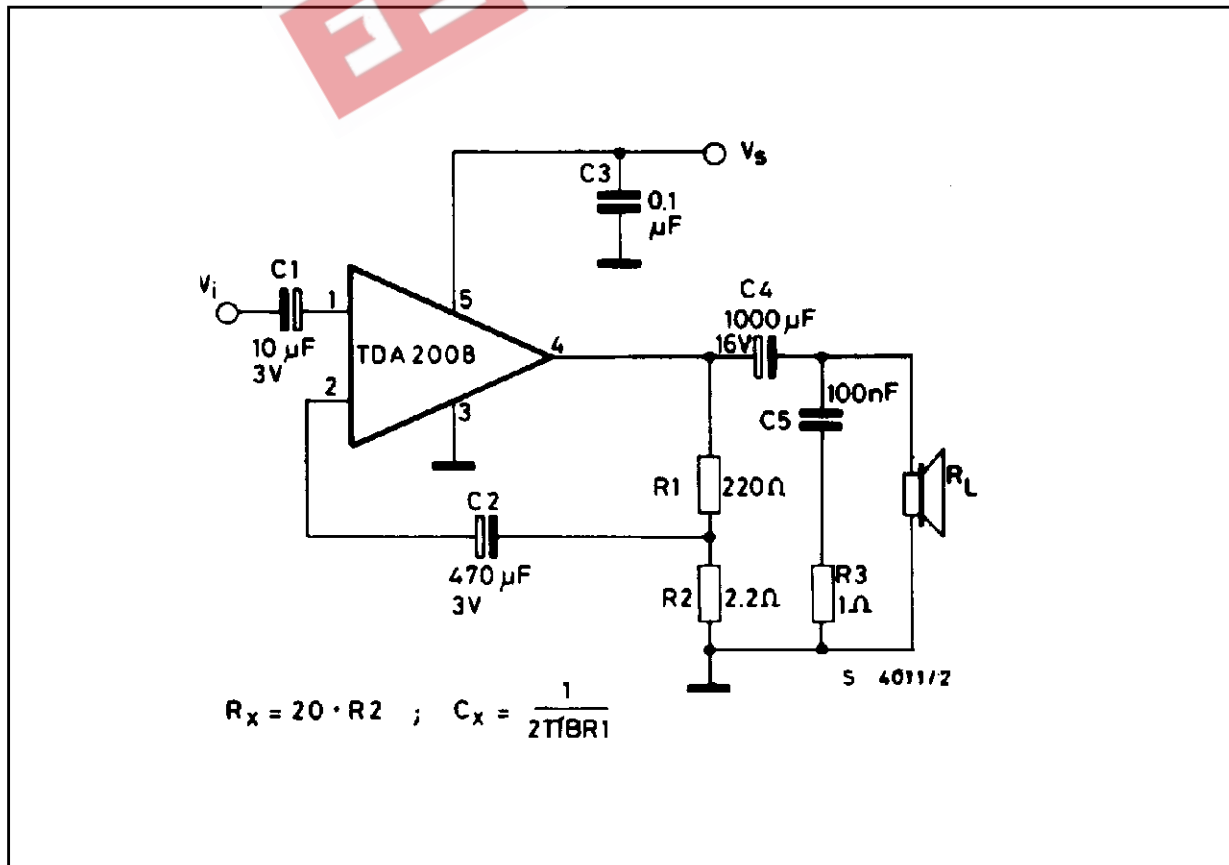 Vs
C3
0.1
µF
C1
Vi
1
10 µF
3V
5
TDA 2008
4
2
3
C4
1000 µF
16V
100nF
C5
R1
220Ω
RL
C2
470 µF
3V
R2
2.2Ω
R3
1Ω
S 4011/2
Rx = 20 · R2 ; Cx = 1 / 2πBR1